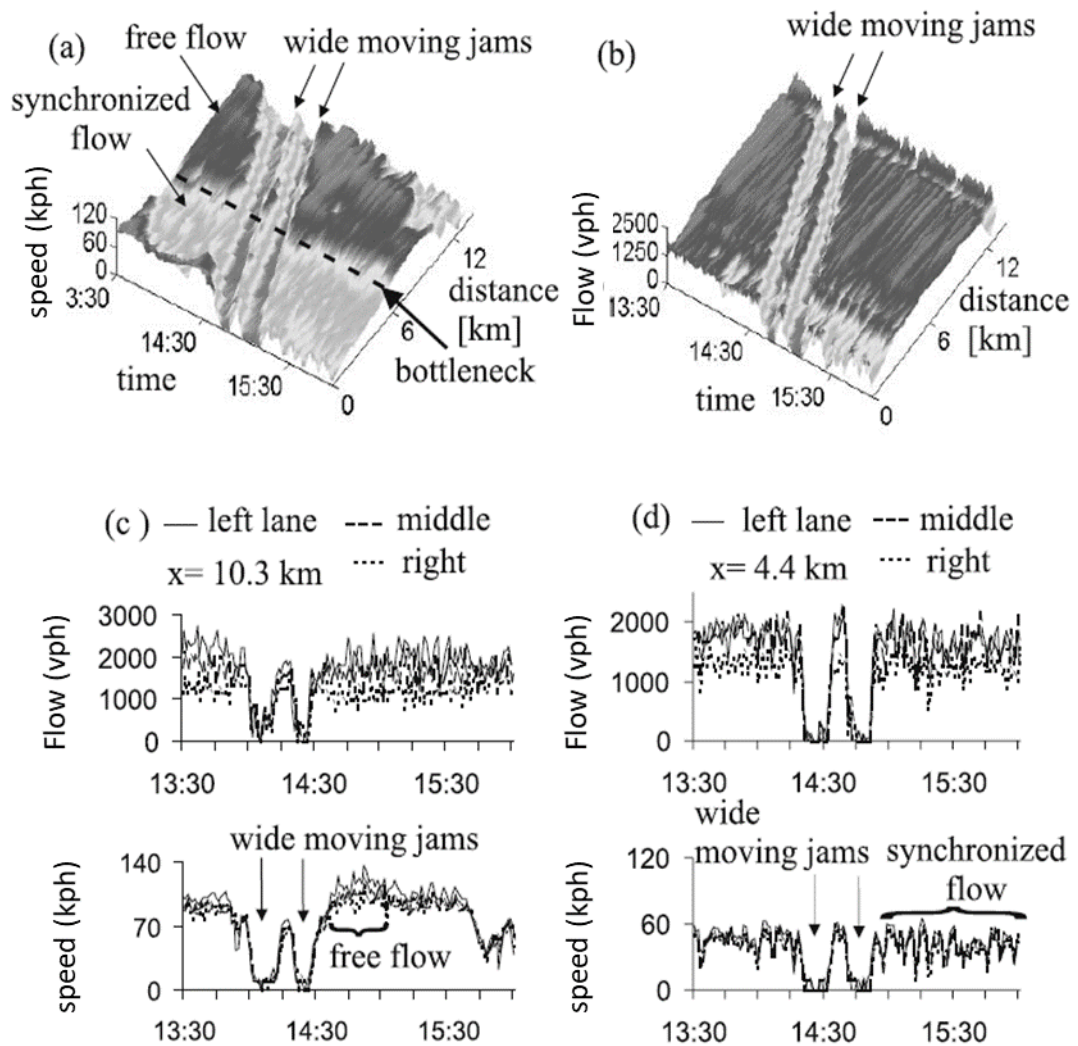 (a)
free flow
wide moving jams
synchronized
flow
speed (kph)
120
60
0
3:30
14:30
15:30
time
12
distance
6
[km]
0
bottleneck
(b)
wide moving jams
Flow (vph)
2500
1250
0
13:30
14:30
15:30
time
12
distance
6
[km]
0
(c )
left lane
middle
x= 10.3 km
right
Flow (vph)
3000
2000
1000
0
13:30
14:30
15:30
wide moving jams
speed (kph)
140
70
0
free flow
13:30
14:30
15:30
(d)
left lane
middle
x= 4.4 km
right
Flow (vph)
2000
1000
0
13:30
14:30
15:30
wide
moving jams
synchronized
flow
speed (kph)
120
60
0
13:30
14:30
15:30